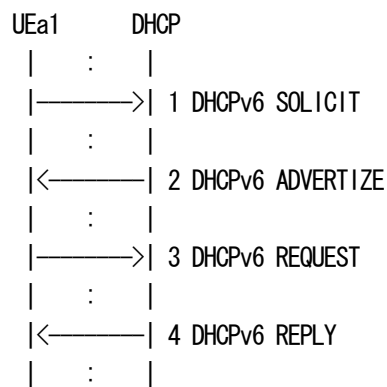 UEa1 DHCP
1 DHCPv6 SOLICIT
2 DHCPv6 ADVERTIZE
3 DHCPv6 REQUEST
4 DHCPv6 REPLY